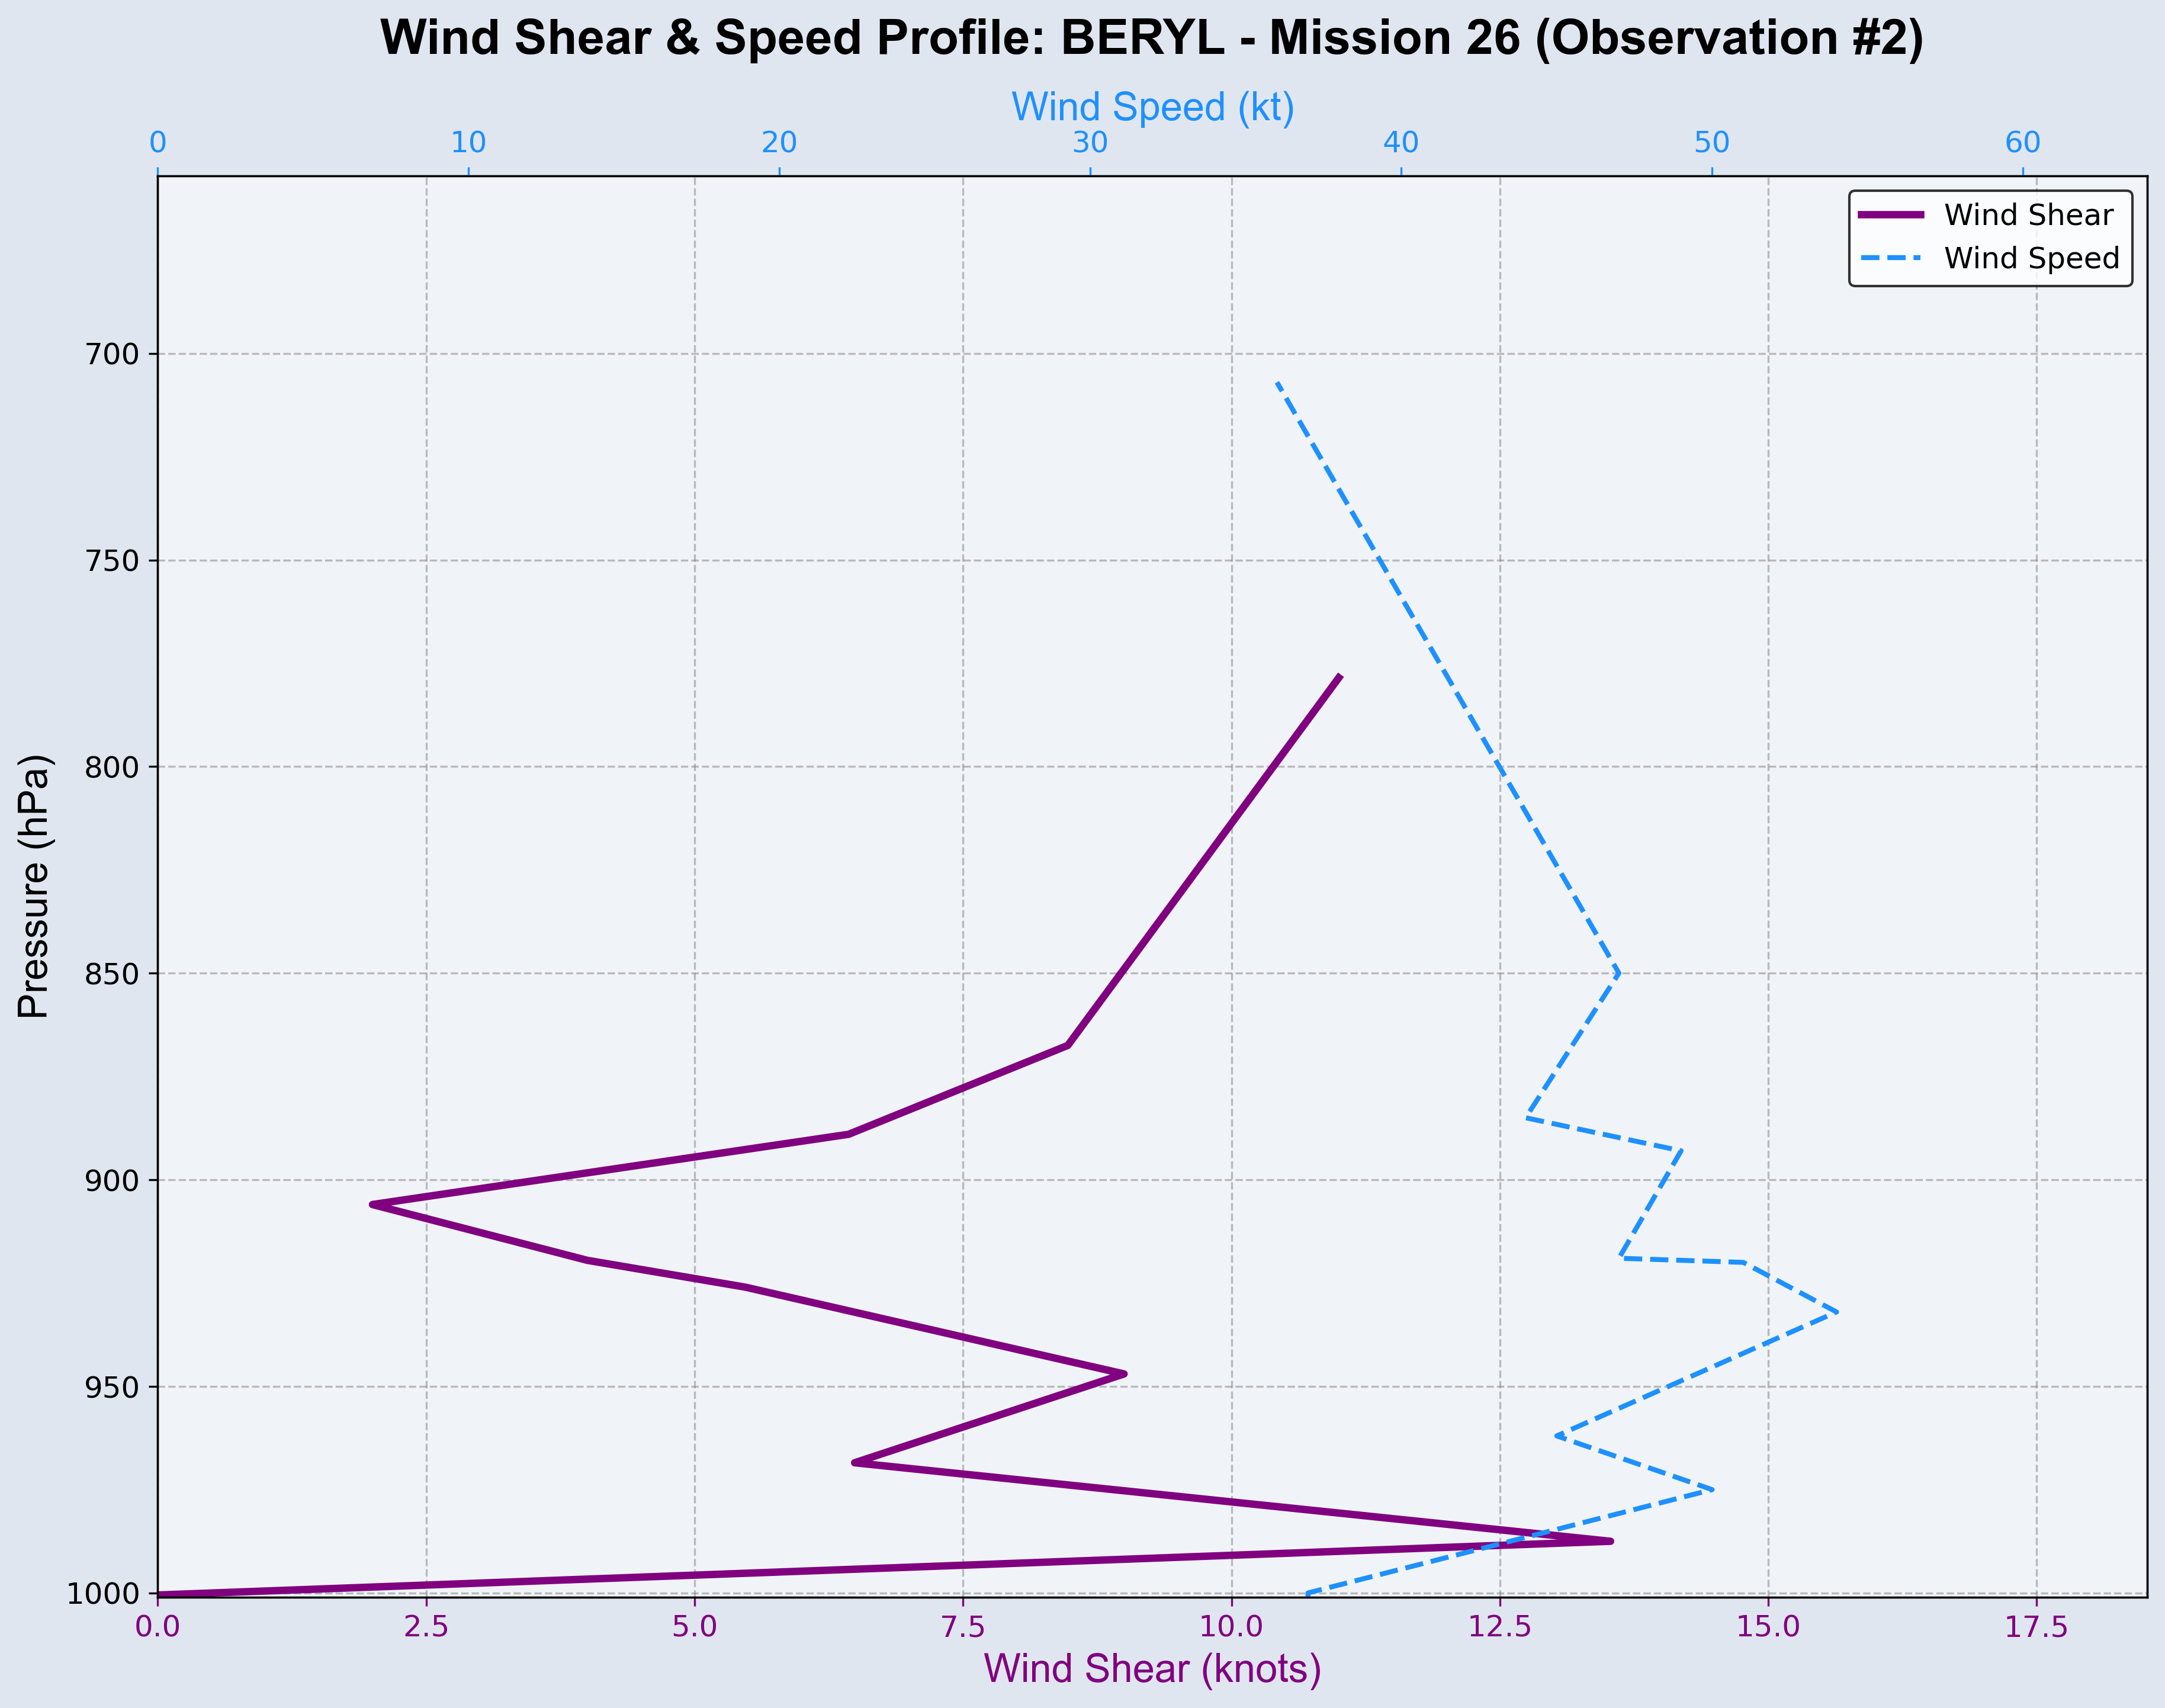 Wind Shear & Speed Profile: BERYL - Mission 26 (Observation #2)
Wind Speed (kt)
0 10 20 30 40 50 60
Wind Shear
Wind Speed
700
750
800
850
900
950
1000
Pressure (hPa)
0.0 2.5 5.0 7.5 10.0 12.5 15.0 17.5
Wind Shear (knots)